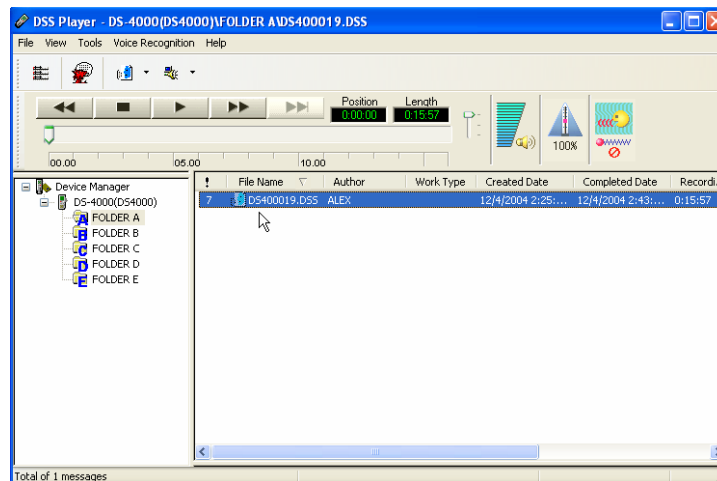 DSS Player - DS-4000(DS4000)\FOLDER A\DS400019.DSS
File View Tools Voice Recognition Help
Position Length
0:00:00 0:15:57
100%
00.00 05.00 10.00
! File Name Author Work Type Created Date Completed Date Recordi
7 DS400019.DSS ALEX 12/4/2004 2:25:... 12/4/2004 2:43:... 0:15:57
Device Manager
DS-4000(DS4000)
A FOLDER A
B FOLDER B
C FOLDER C
D FOLDER D
E FOLDER E
Total of 1 messages